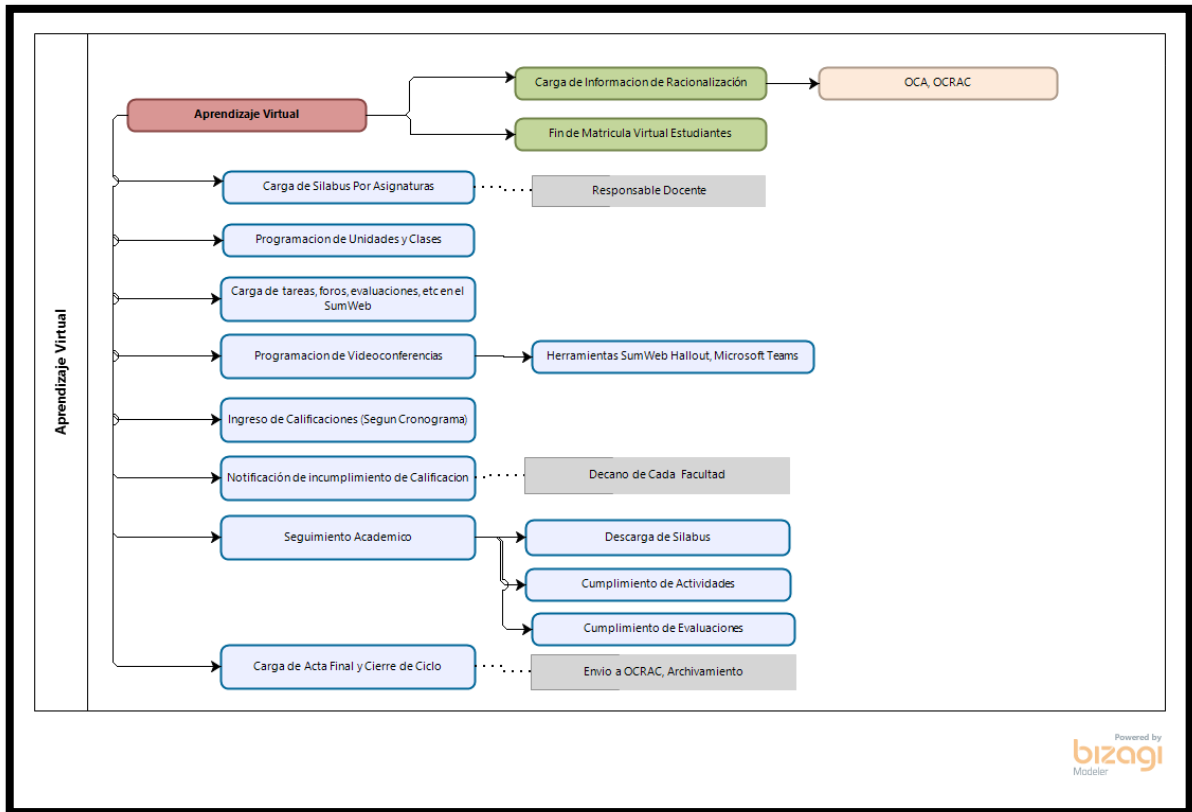 Aprendizaje Virtual
Carga de Informacion de Racionalización
OCA, OCRAC
Aprendizaje Virtual
Fin de Matricula Virtual Estudiantes
Carga de Silabus Por Asignaturas
Responsable Docente
Programacion de Unidades y Clases
Carga de tareas, foros, evaluaciones, etc en el
SumWeb
Programacion de Videoconferencias
Herramientas SumWeb Hallout, Microsoft Teams
Ingreso de Calificaciones (Segun Cronograma)
Notificación de incumplimiento de Calificacion
Decano de Cada Facultad
Seguimiento Academico
Descarga de Silabus
Cumplimiento de Actividades
Cumplimiento de Evaluaciones
Carga de Acta Final y Cierre de Ciclo
Envio a OCRAC, Archivamiento
Powered by
bizagi
Modeler